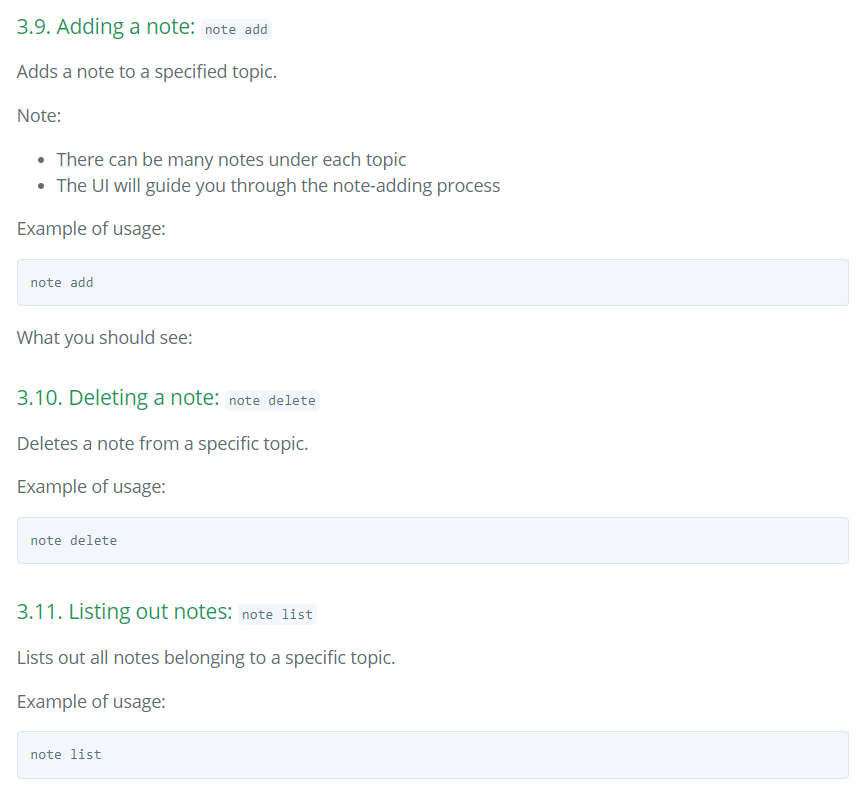 3.9. Adding a note: note add
Adds a note to a specified topic.
Note:
• There can be many notes under each topic
• The UI will guide you through the note-adding process
Example of usage:
note add
What you should see:
3.10. Deleting a note: note delete
Deletes a note from a specific topic.
Example of usage:
note delete
3.11. Listing out notes: note list
Lists out all notes belonging to a specific topic.
Example of usage:
note list